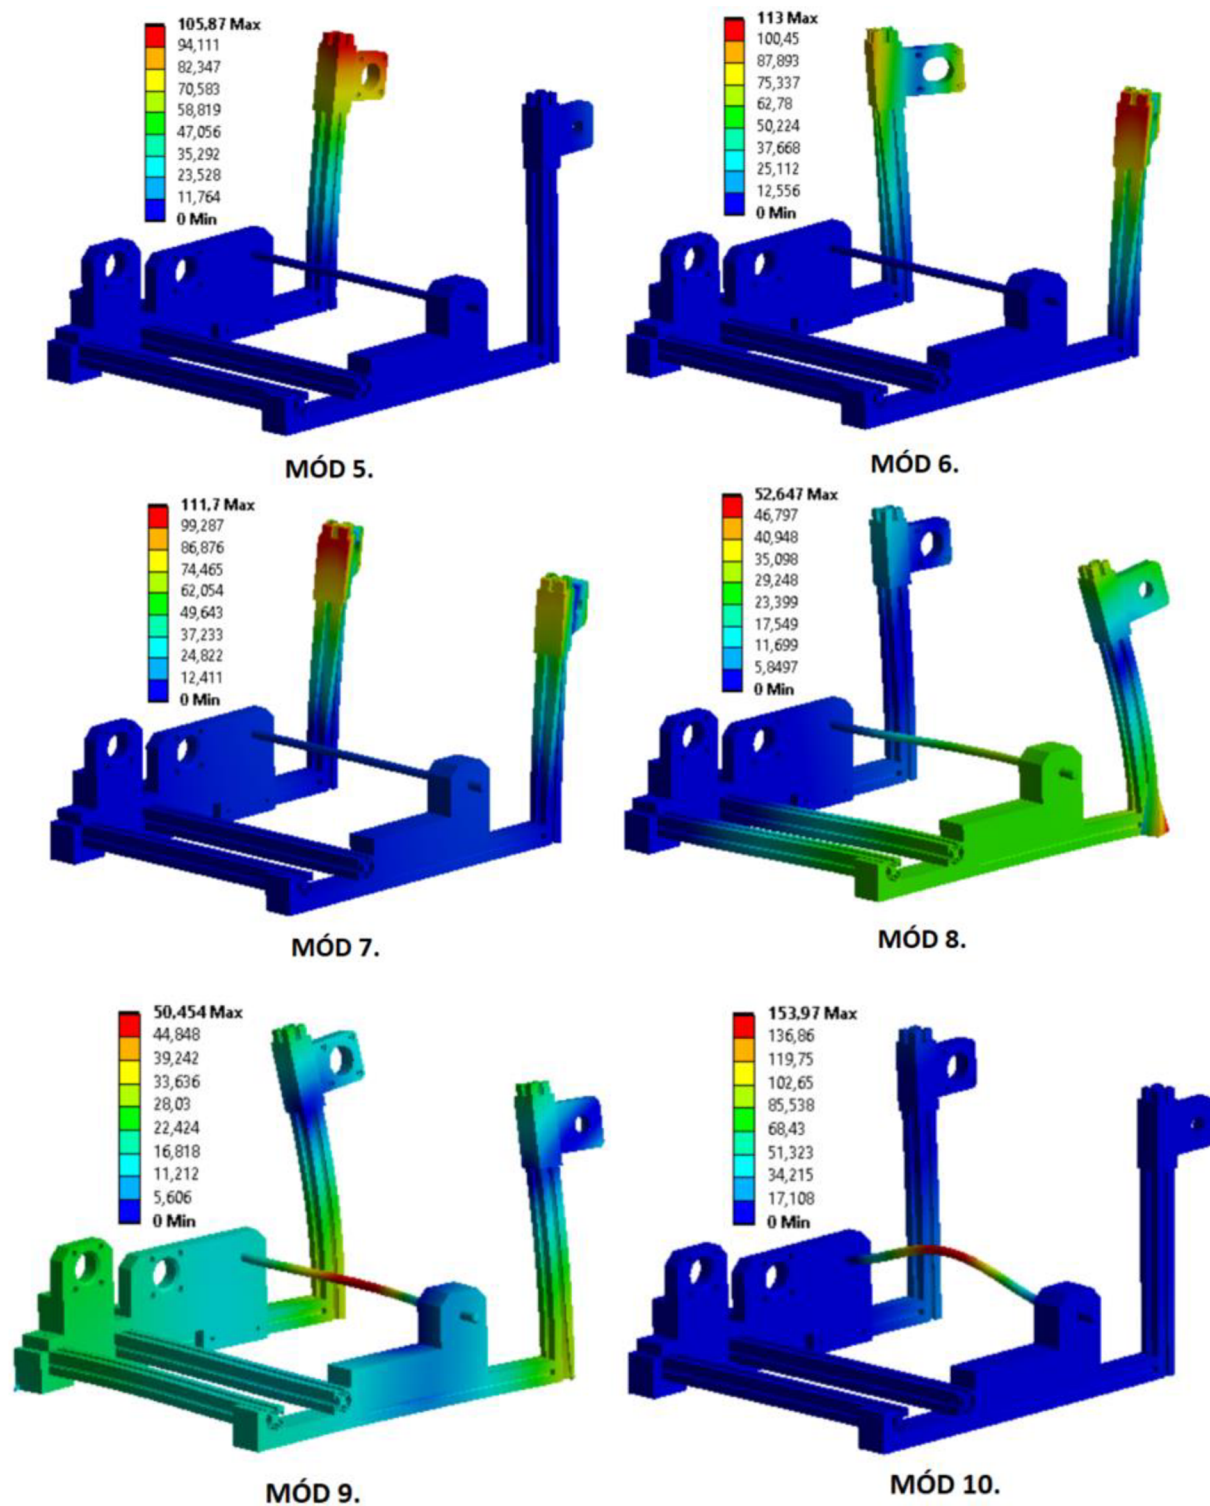 105,87 Max
94,111
82,347
70,583
58,819
47,056
35,292
23,528
11,764
0 Min
MÓD 5.
113 Max
100,45
87,893
75,337
62,78
50,224
37,668
25,112
12,556
0 Min
MÓD 6.
111,7 Max
99,287
86,876
74,465
62,054
49,643
37,233
24,822
12,411
0 Min
MÓD 7.
52,647 Max
46,797
40,948
35,098
29,248
23,399
17,549
11,699
5,8497
0 Min
MÓD 8.
50,454 Max
44,848
39,242
33,636
28,03
22,424
16,818
11,212
5,606
0 Min
MÓD 9.
153,97 Max
136,86
119,75
102,65
85,538
68,43
51,323
34,215
17,108
0 Min
MÓD 10.